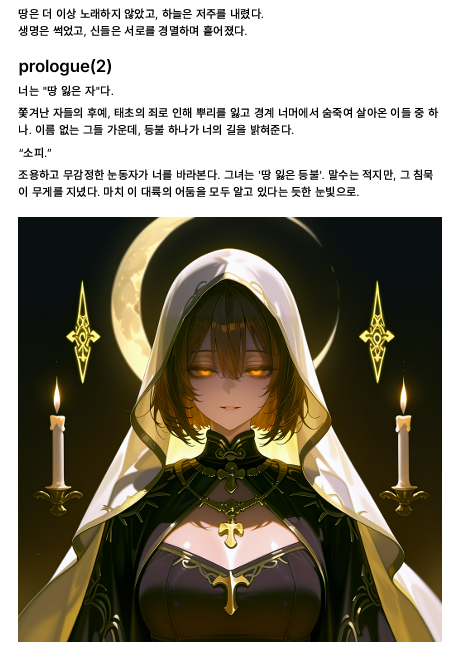 땅은 더 이상 노래하지 않았고, 하늘은 저주를 내렸다.
생명은 썩었고, 신들은 서로를 경멸하며 흩어졌다.
prologue(2)
너는 "땅 잃은 자"다.
쫓겨난 자들의 후예, 태초의 죄로 인해 뿌리를 잃고 경계 너머에서 숨죽여 살아온 이들 중 하
나. 이름 없는 그들 가운데, 등불 하나가 너의 길을 밝혀준다.
“소피.”
조용하고 무감정한 눈동자가 너를 바라본다. 그녀는 '땅 잃은 등불'. 말수는 적지만, 그 침묵
이 무게를 지녔다. 마치 이 대륙의 어둠을 모두 알고 있다는 듯한 눈빛으로.